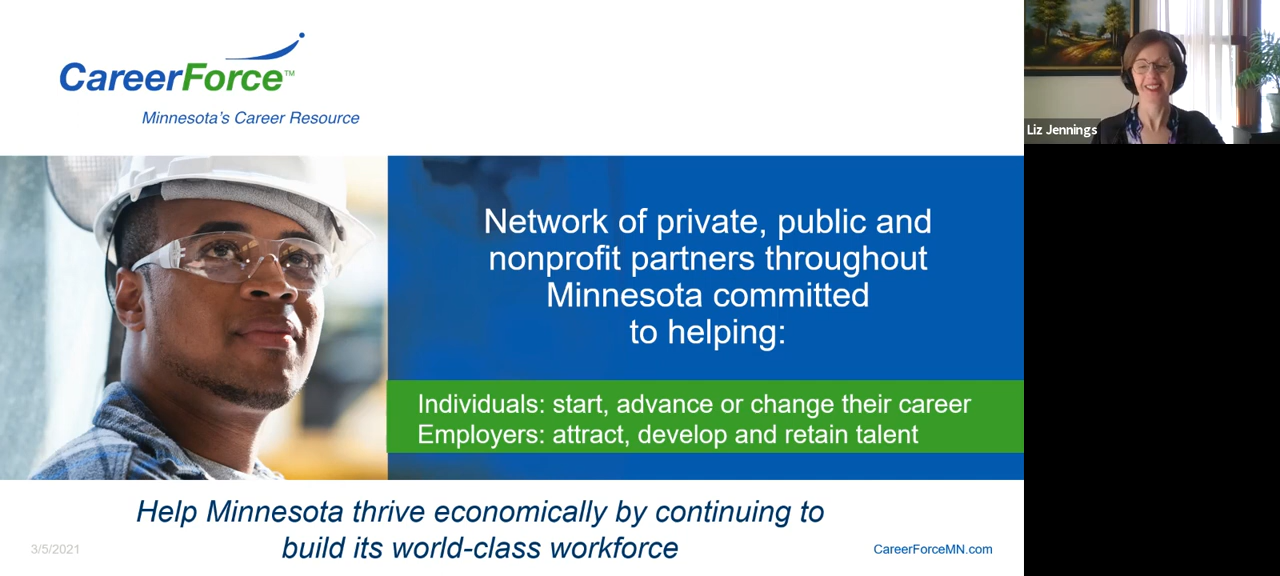 CareerForce™
Minnesota's Career Resource
Liz Jennings
Network of private, public and
nonprofit partners throughout
Minnesota committed
to helping:
Individuals: start, advance or change their career
Employers: attract, develop and retain talent
Help Minnesota thrive economically by continuing to
build its world-class workforce
3/5/2021
CareerForceMN.com